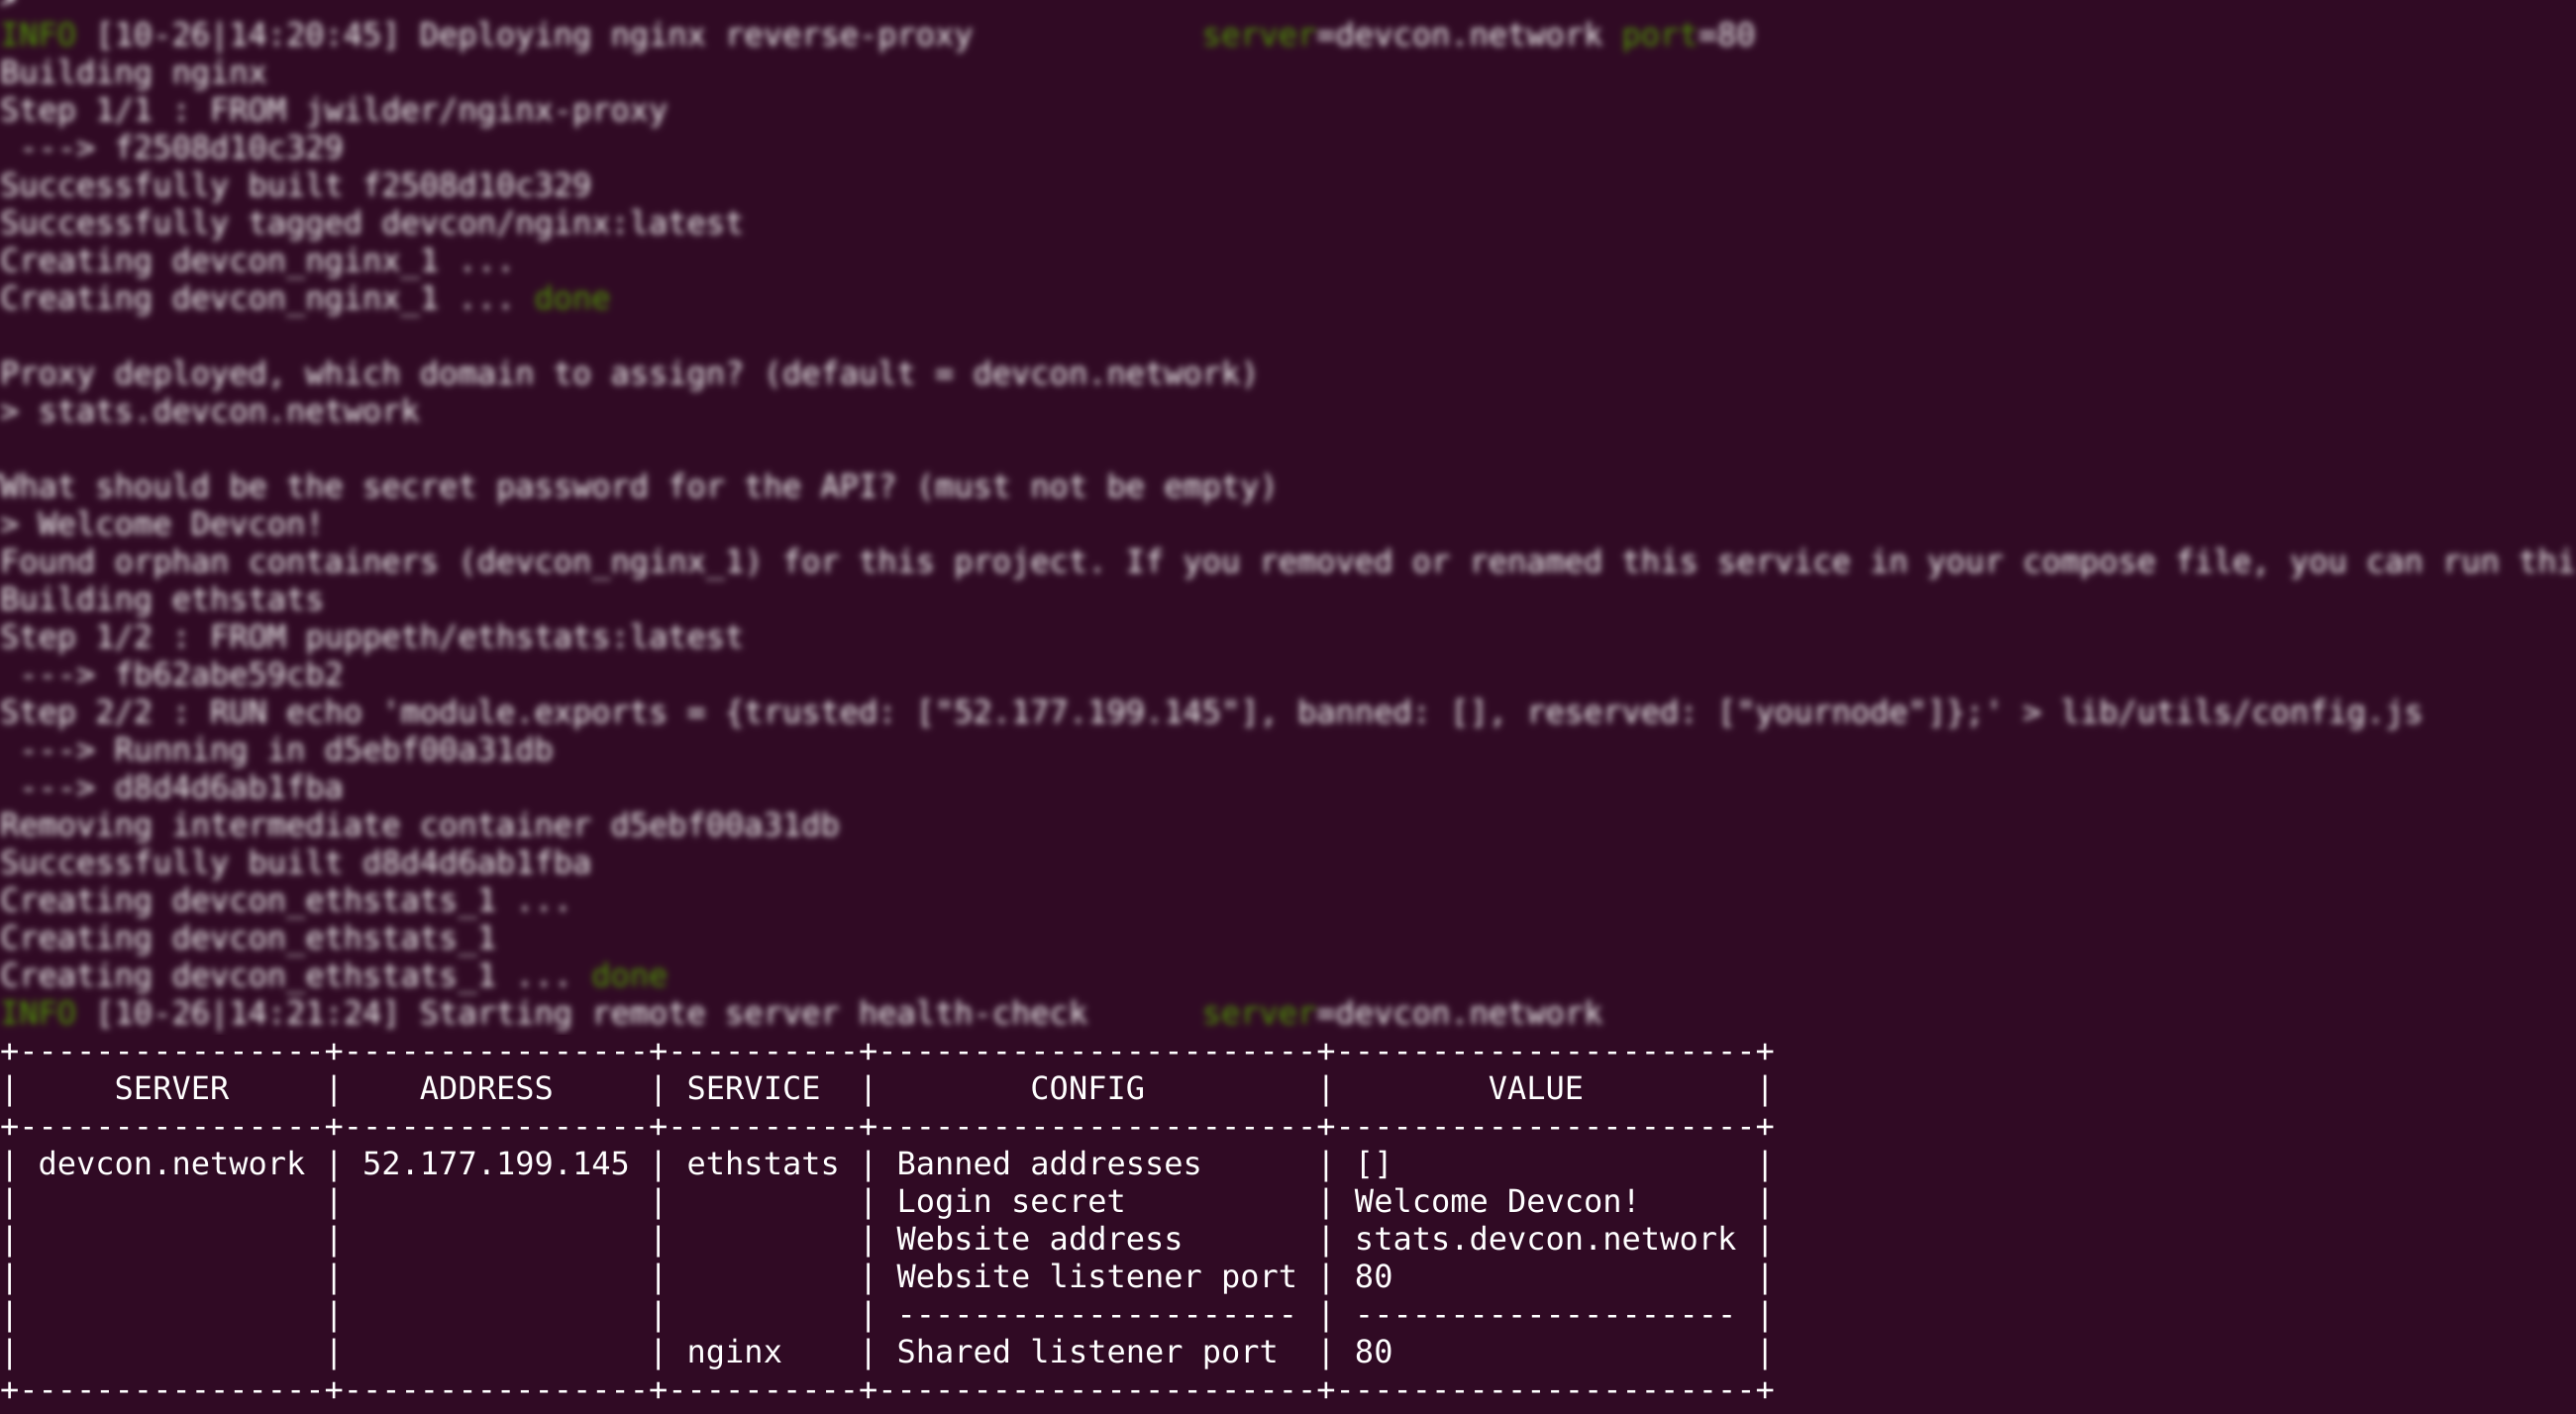 INFO [10-26|14:20:45] Deploying nginx reverse-proxy            server=devcon.network port=80
Building nginx
Step 1/1 : FROM jwilder/nginx-proxy
 ---> f2508d10c329
Successfully built f2508d10c329
Successfully tagged devcon/nginx:latest
Creating devcon_nginx_1 ...
Creating devcon_nginx_1 ... done

Proxy deployed, which domain to assign? (default = devcon.network)
> stats.devcon.network

What should be the secret password for the API? (must not be empty)
> Welcome Devcon!
Found orphan containers (devcon_nginx_1) for this project. If you removed or renamed this service in your compose file, you can run thi
Building ethstats
Step 1/2 : FROM puppeth/ethstats:latest
 ---> fb62abe59cb2
Step 2/2 : RUN echo 'module.exports = {trusted: ["52.177.199.145"], banned: [], reserved: ["yournode"]};' > lib/utils/config.js
 ---> Running in d5ebf00a31db
 ---> d8d4d6ab1fba
Removing intermediate container d5ebf00a31db
Successfully built d8d4d6ab1fba
Creating devcon_ethstats_1 ...
Creating devcon_ethstats_1
Creating devcon_ethstats_1 ... done
INFO [10-26|14:21:24] Starting remote server health-check      server=devcon.network
+----------------+----------------+----------+-----------------------+----------------------+
|     SERVER     |    ADDRESS     | SERVICE  |        CONFIG         |        VALUE         |
+----------------+----------------+----------+-----------------------+----------------------+
| devcon.network | 52.177.199.145 | ethstats | Banned addresses      | []                   |
|                |                |          | Login secret          | Welcome Devcon!      |
|                |                |          | Website address       | stats.devcon.network |
|                |                |          | Website listener port | 80                   |
|                |                |          | --------------------- | -------------------- |
|                |                | nginx    | Shared listener port  | 80                   |
+----------------+----------------+----------+-----------------------+----------------------+